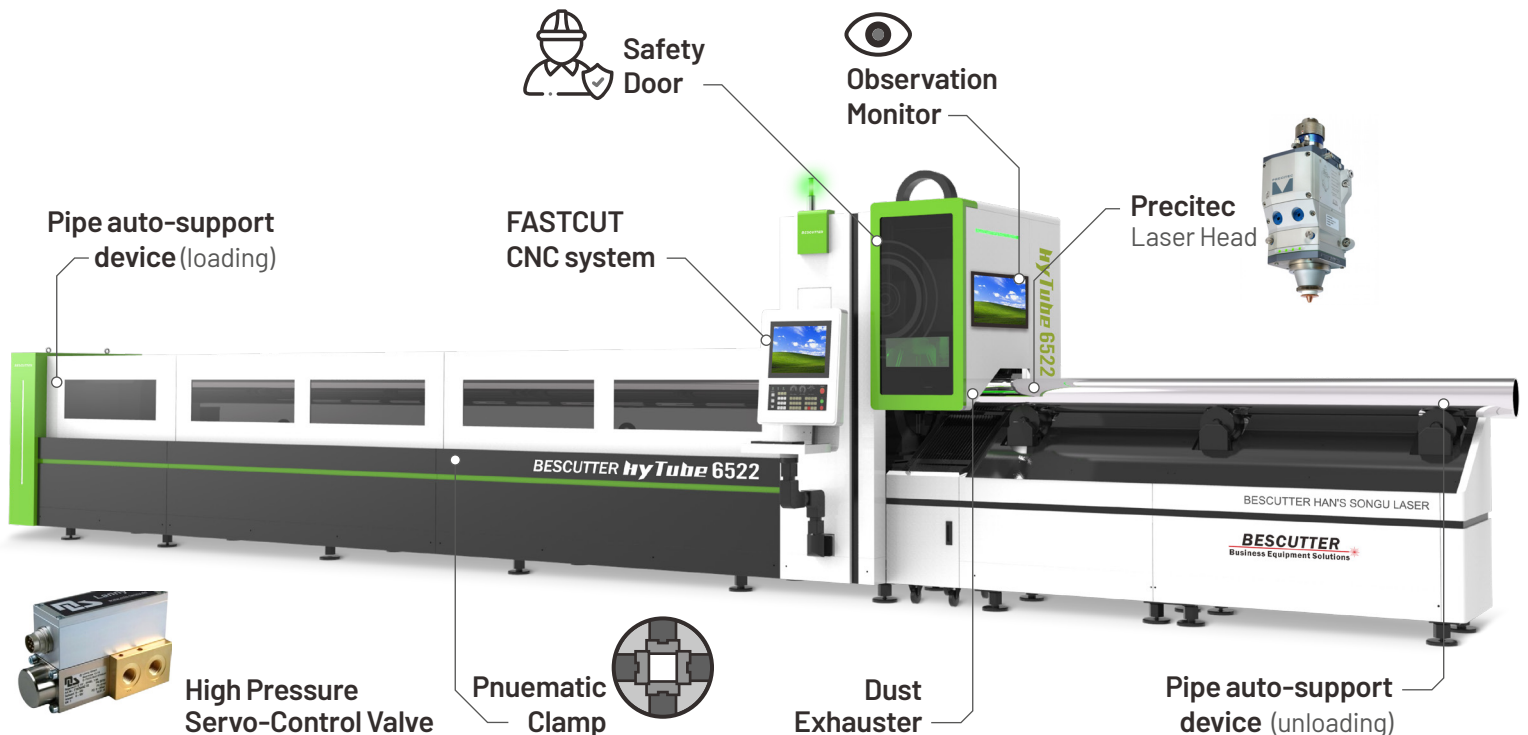 Safety
Door
Observation
Monitor
Precitec
Laser Head
Pipe auto-support
device (loading)
FASTCUT
CNC system
BESCUTTER
hyTube 6522
BESCUTTER hyTube 6522
BESCUTTER HAN'S SONGU LASER
BESCUTTER
Business Equipment Solutions
High Pressure
Servo-Control Valve
Pnuematic
Clamp
Dust
Exhauster
Pipe auto-support
device (unloading)